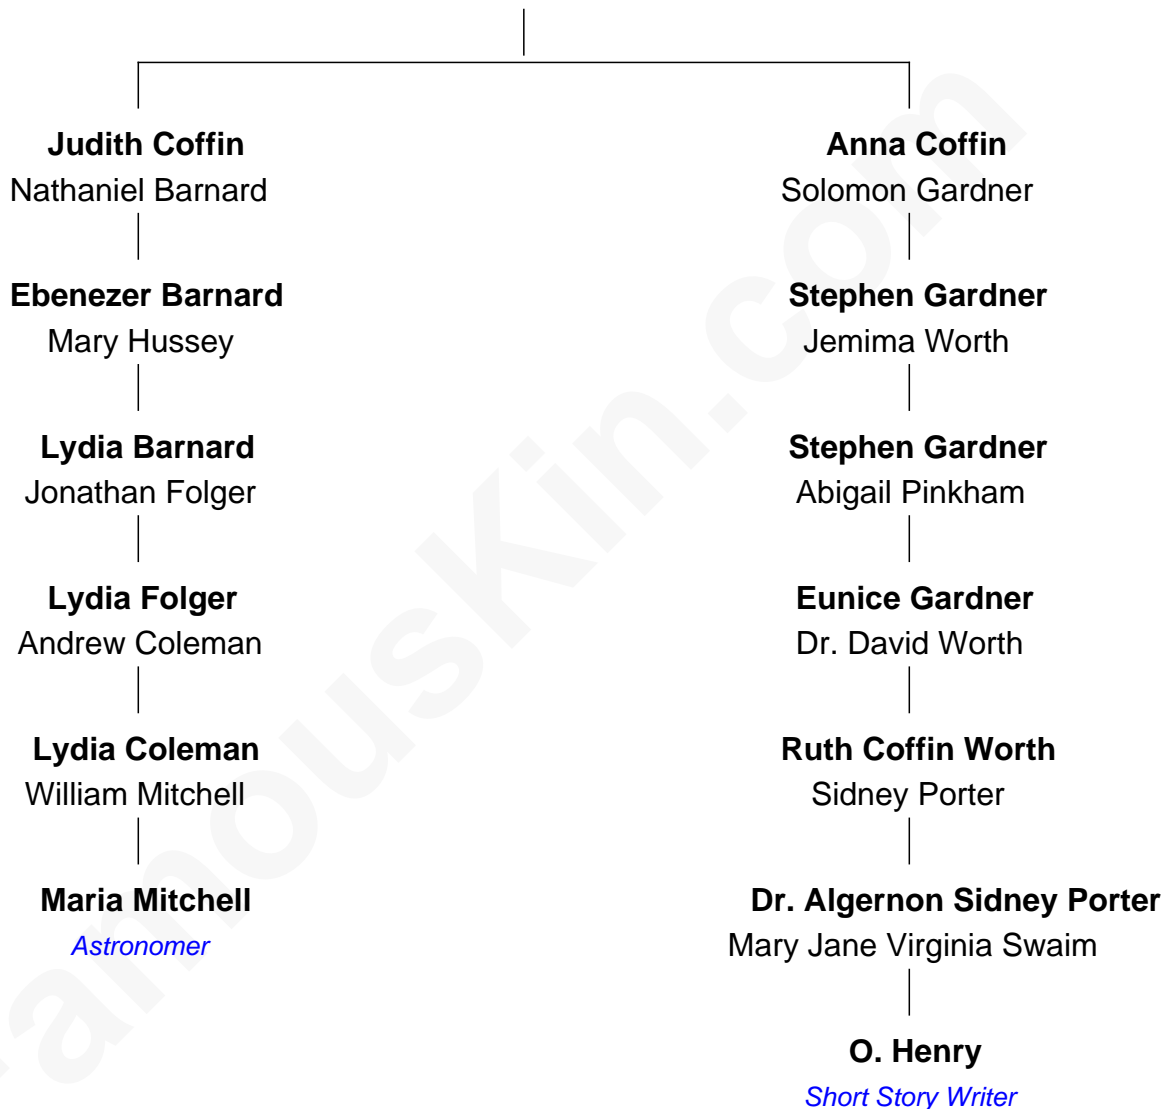 Judith Coffin
Nathaniel Barnard
Ebenezer Barnard
Mary Hussey
Lydia Barnard
Jonathan Folger
Lydia Folger
Andrew Coleman
Lydia Coleman
William Mitchell
Maria Mitchell
Astronomer
Anna Coffin
Solomon Gardner
Stephen Gardner
Jemima Worth
Stephen Gardner
Abigail Pinkham
Eunice Gardner
Dr. David Worth
Ruth Coffin Worth
Sidney Porter
Dr. Algernon Sidney Porter
Mary Jane Virginia Swaim
O. Henry
Short Story Writer
amousKin.com